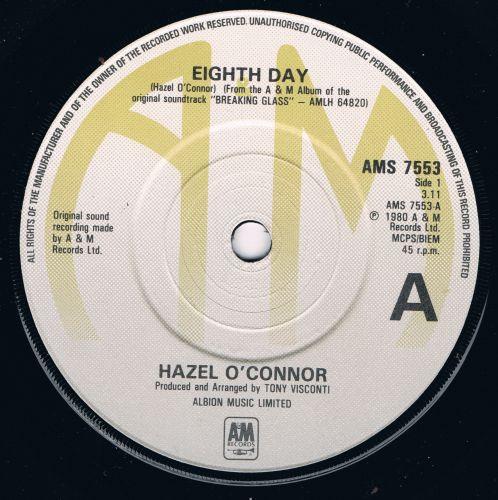 ALL RIGHTS OF THE MANUFACTURER AND OF THE OWNER OF THE RECORDED WORK RESERVED. UNAUTHORISED COPYING PUBLIC PERFORMANCE AND BROADCASTING OF THIS RECORD PROHIBITED
EIGHTH DAY
(Hazel O'Connor) (From the A & M Album of the
original soundtrack "BREAKING GLASS" – AMLH 64820)
AMS 7553
Side 1
3.11
AMS 7553-A
℗ 1980 A & M
Records Ltd.
MCPS/BIEM
45 r.p.m.
Original sound
recording made
by A & M
Records Ltd.
A
HAZEL O'CONNOR
Produced and Arranged by TONY VISCONTI
ALBION MUSIC LIMITED
AM
RECORDS